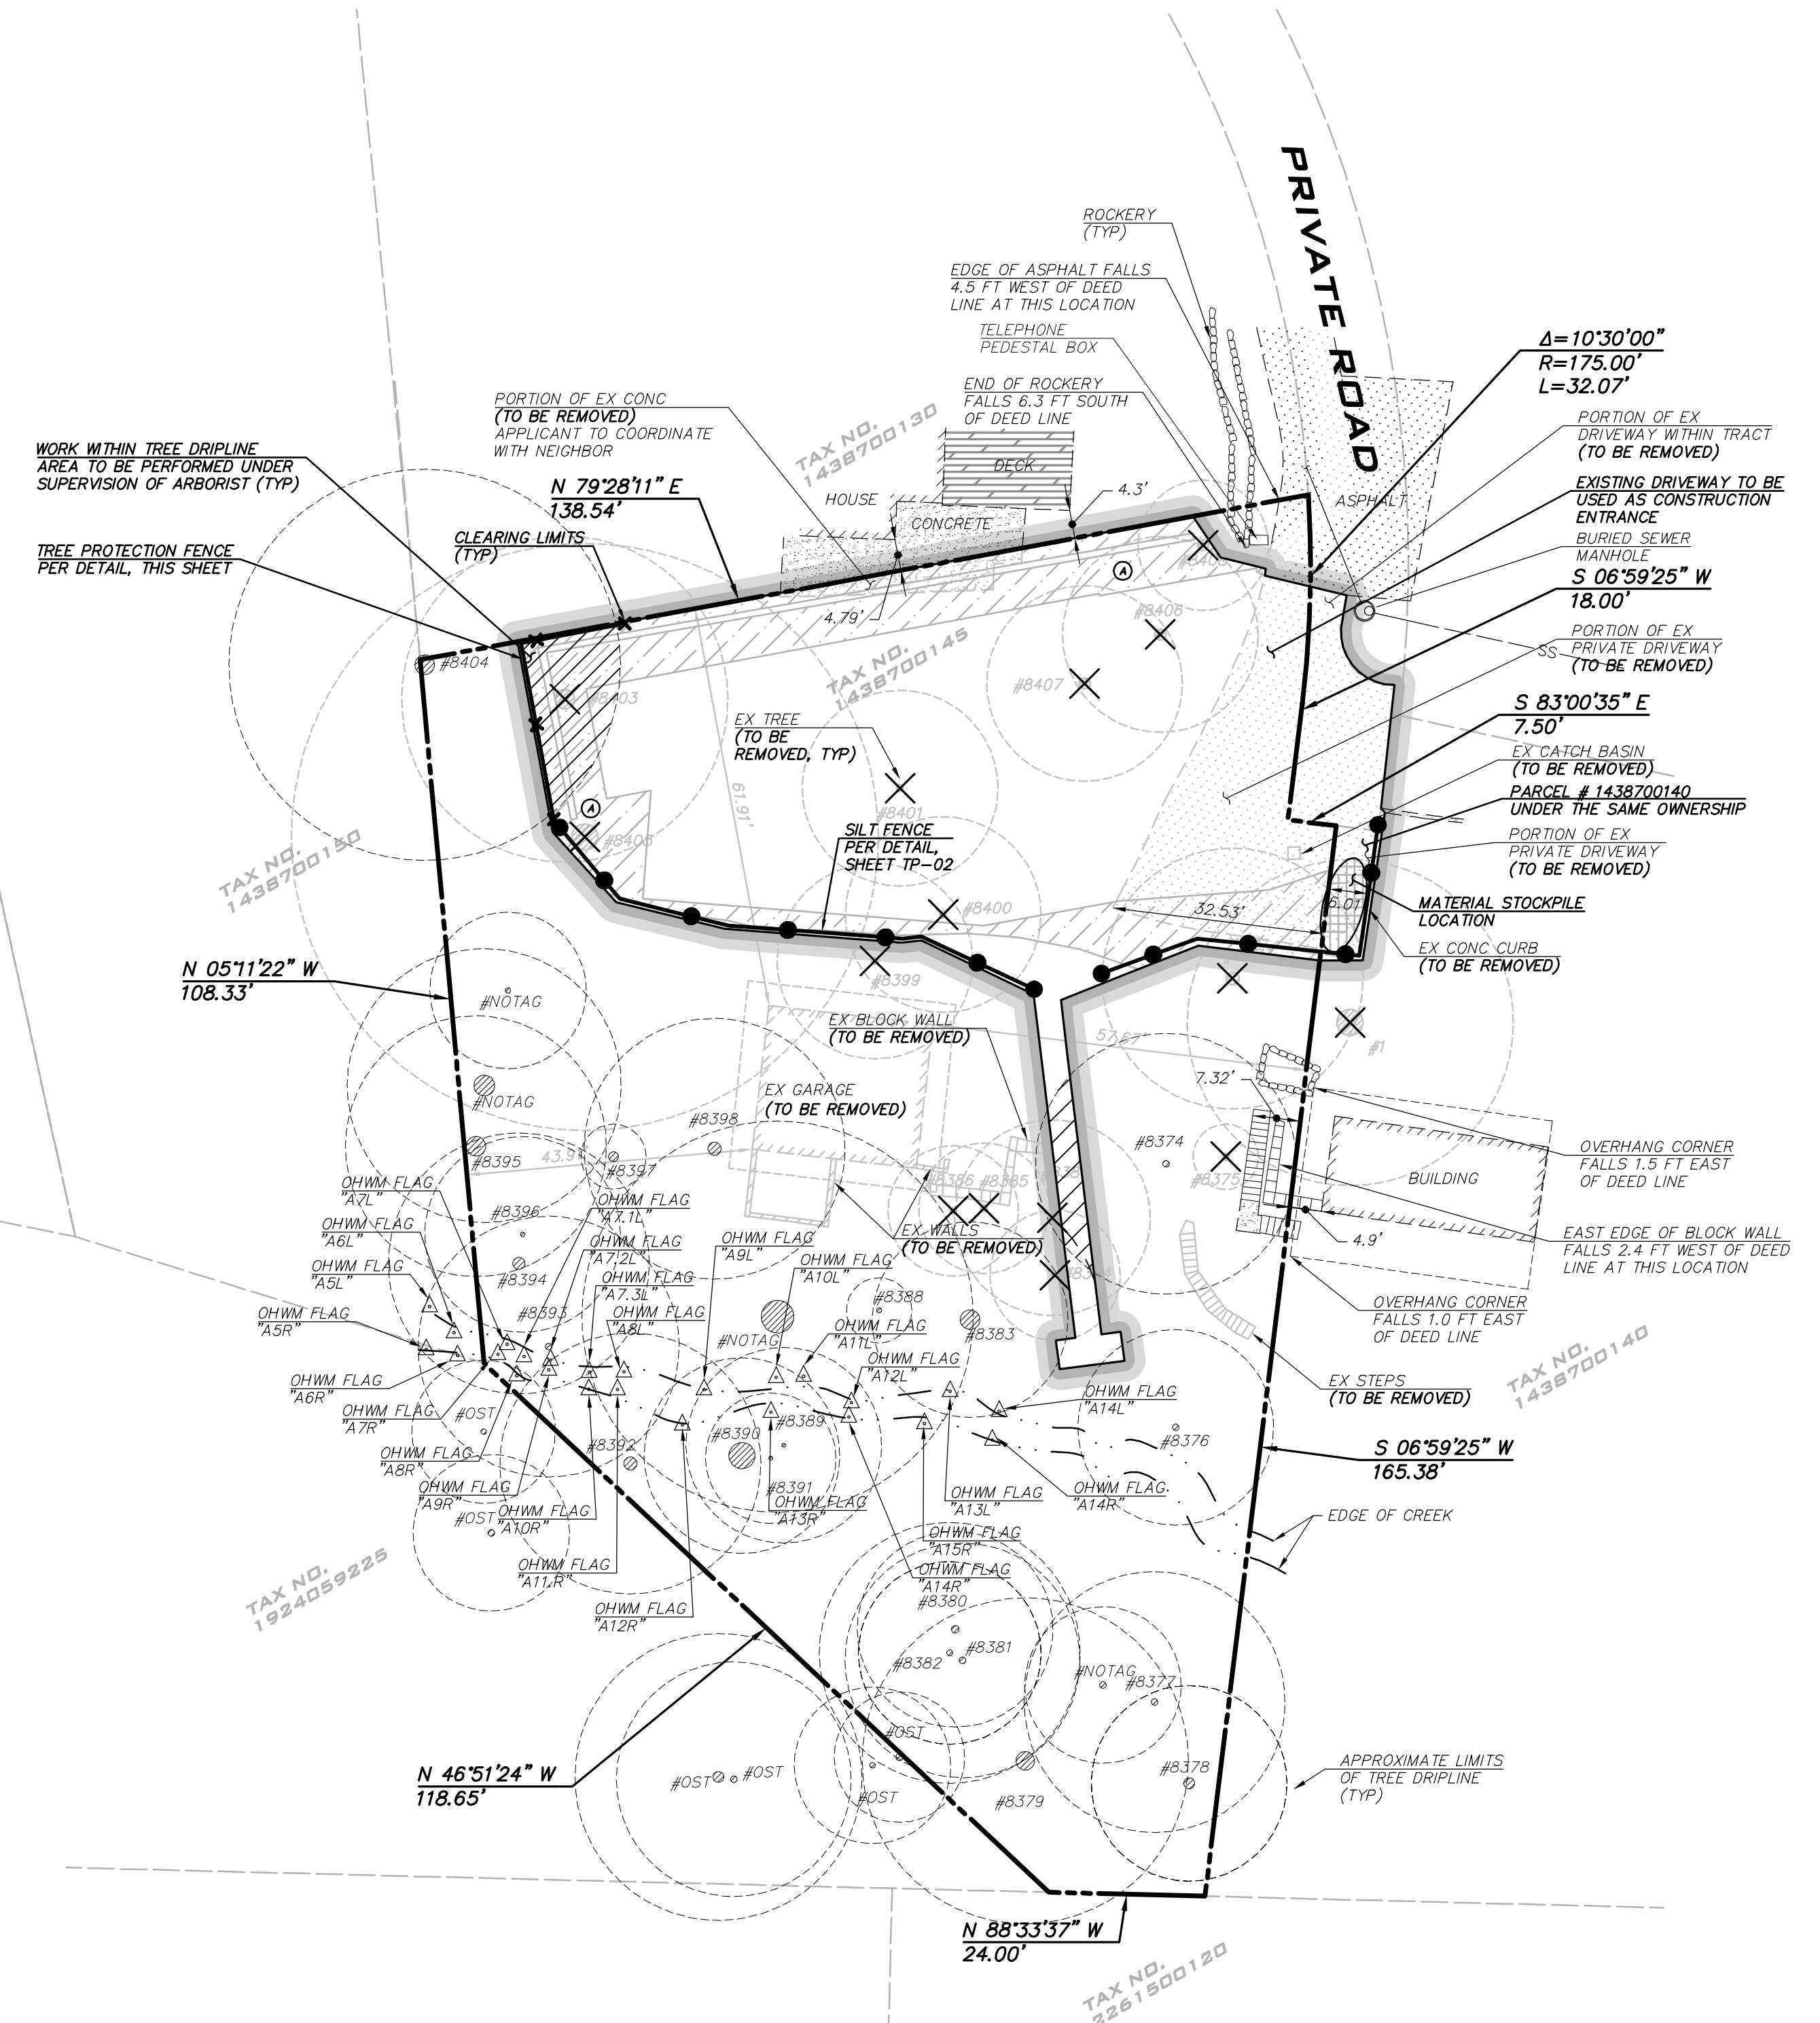 PRIVATE ROAD
ROCKERY
(TYP)
EDGE OF ASPHALT FALLS
4.5 FT WEST OF DEED
LINE AT THIS LOCATION
TELEPHONE
PEDESTAL BOX
END OF ROCKERY
FALLS 6.3 FT SOUTH
OF DEED LINE
Δ=10°30'00"
R=175.00'
L=32.07'
PORTION OF EX
DRIVEWAY WITHIN TRACT
(TO BE REMOVED)
EXISTING DRIVEWAY TO BE
USED AS CONSTRUCTION
ENTRANCE
BURIED SEWER
MANHOLE
S 06°59'25" W
18.00'
PORTION OF EX
PRIVATE DRIVEWAY
(TO BE REMOVED)
SS
S 83°00'35" E
7.50'
EX CATCH BASIN
(TO BE REMOVED)
PARCEL # 1438700140
UNDER THE SAME OWNERSHIP
PORTION OF EX
PRIVATE DRIVEWAY
(TO BE REMOVED)
MATERIAL STOCKPILE
LOCATION
EX CONC CURB
(TO BE REMOVED)
PORTION OF EX CONC
(TO BE REMOVED)
APPLICANT TO COORDINATE
WITH NEIGHBOR
TAX NO.
1438700130
WORK WITHIN TREE DRIPLINE
AREA TO BE PERFORMED UNDER
SUPERVISION OF ARBORIST (TYP)
N 79°28'11" E
138.54'
CLEARING LIMITS
(TYP)
TREE PROTECTION FENCE
PER DETAIL, THIS SHEET
HOUSE
DECK
CONCRETE
4.3'
ASPHALT
A
4.79'
#8406
#8407
TAX NO.
1438700145
#8404
#8403
EX TREE
(TO BE
REMOVED, TYP)
61.91'
#8401
A
SILT FENCE
PER DETAIL,
SHEET TP-02
TAX NO.
1438700150
#8400
32.53'
6.01'
#8399
N 05°11'22" W
108.33'
#NOTAG
EX BLOCK WALL
(TO BE REMOVED)
57.67'
#1
7.32'
#NOTAG
EX GARAGE
(TO BE REMOVED)
#8398
#8395
43.9'
#8397
#8374
#8375
#8386
#8385
BUILDING
OVERHANG CORNER
FALLS 1.5 FT EAST
OF DEED LINE
EAST EDGE OF BLOCK WALL
FALLS 2.4 FT WEST OF DEED
LINE AT THIS LOCATION
4.9'
OVERHANG CORNER
FALLS 1.0 FT EAST
OF DEED LINE
EX WALLS
(TO BE REMOVED)
OHWM FLAG
"A7L"
OHWM FLAG
"A7.1L"
#8396
OHWM FLAG
"A6L"
OHWM FLAG
"A7.2L"
OHWM FLAG
"A9L"
OHWM FLAG
"A10L"
OHWM FLAG
"A5L"
#8394
OHWM FLAG
"A7.3L"
OHWM FLAG
"A5R"
#8393
OHWM FLAG
"A8L"
#NOTAG
#8388
OHWM FLAG
"A11L"
#8383
OHWM FLAG
"A12L"
OHWM FLAG
"A6R"
OHWM FLAG
"A7R"
#OST
OHWM FLAG
"A14L"
EX STEPS
(TO BE REMOVED)
TAX NO.
1438700140
#8389
#8390
#8392
#8376
S 06°59'25" W
165.38'
OHWM FLAG
"A8R"
OHWM FLAG
"A9R"
#8391
OHWM FLAG
"A13R"
OHWM FLAG
"A13L"
OHWM FLAG
"A14R"
#OST
OHWM FLAG
"A10R"
EDGE OF CREEK
OHWM FLAG
"A15R"
OHWM FLAG
"A11R"
OHWM FLAG
"A14R"
#8380
TAX NO.
1924059225
OHWM FLAG
"A12R"
#8382
#8381
#NOTAG
#8377
#OST
N 46°51'24" W
118.65'
#OST
#OST
#OST
#8379
#8378
APPROXIMATE LIMITS
OF TREE DRIPLINE
(TYP)
N 88°33'37" W
24.00'
TAX NO.
2261500120